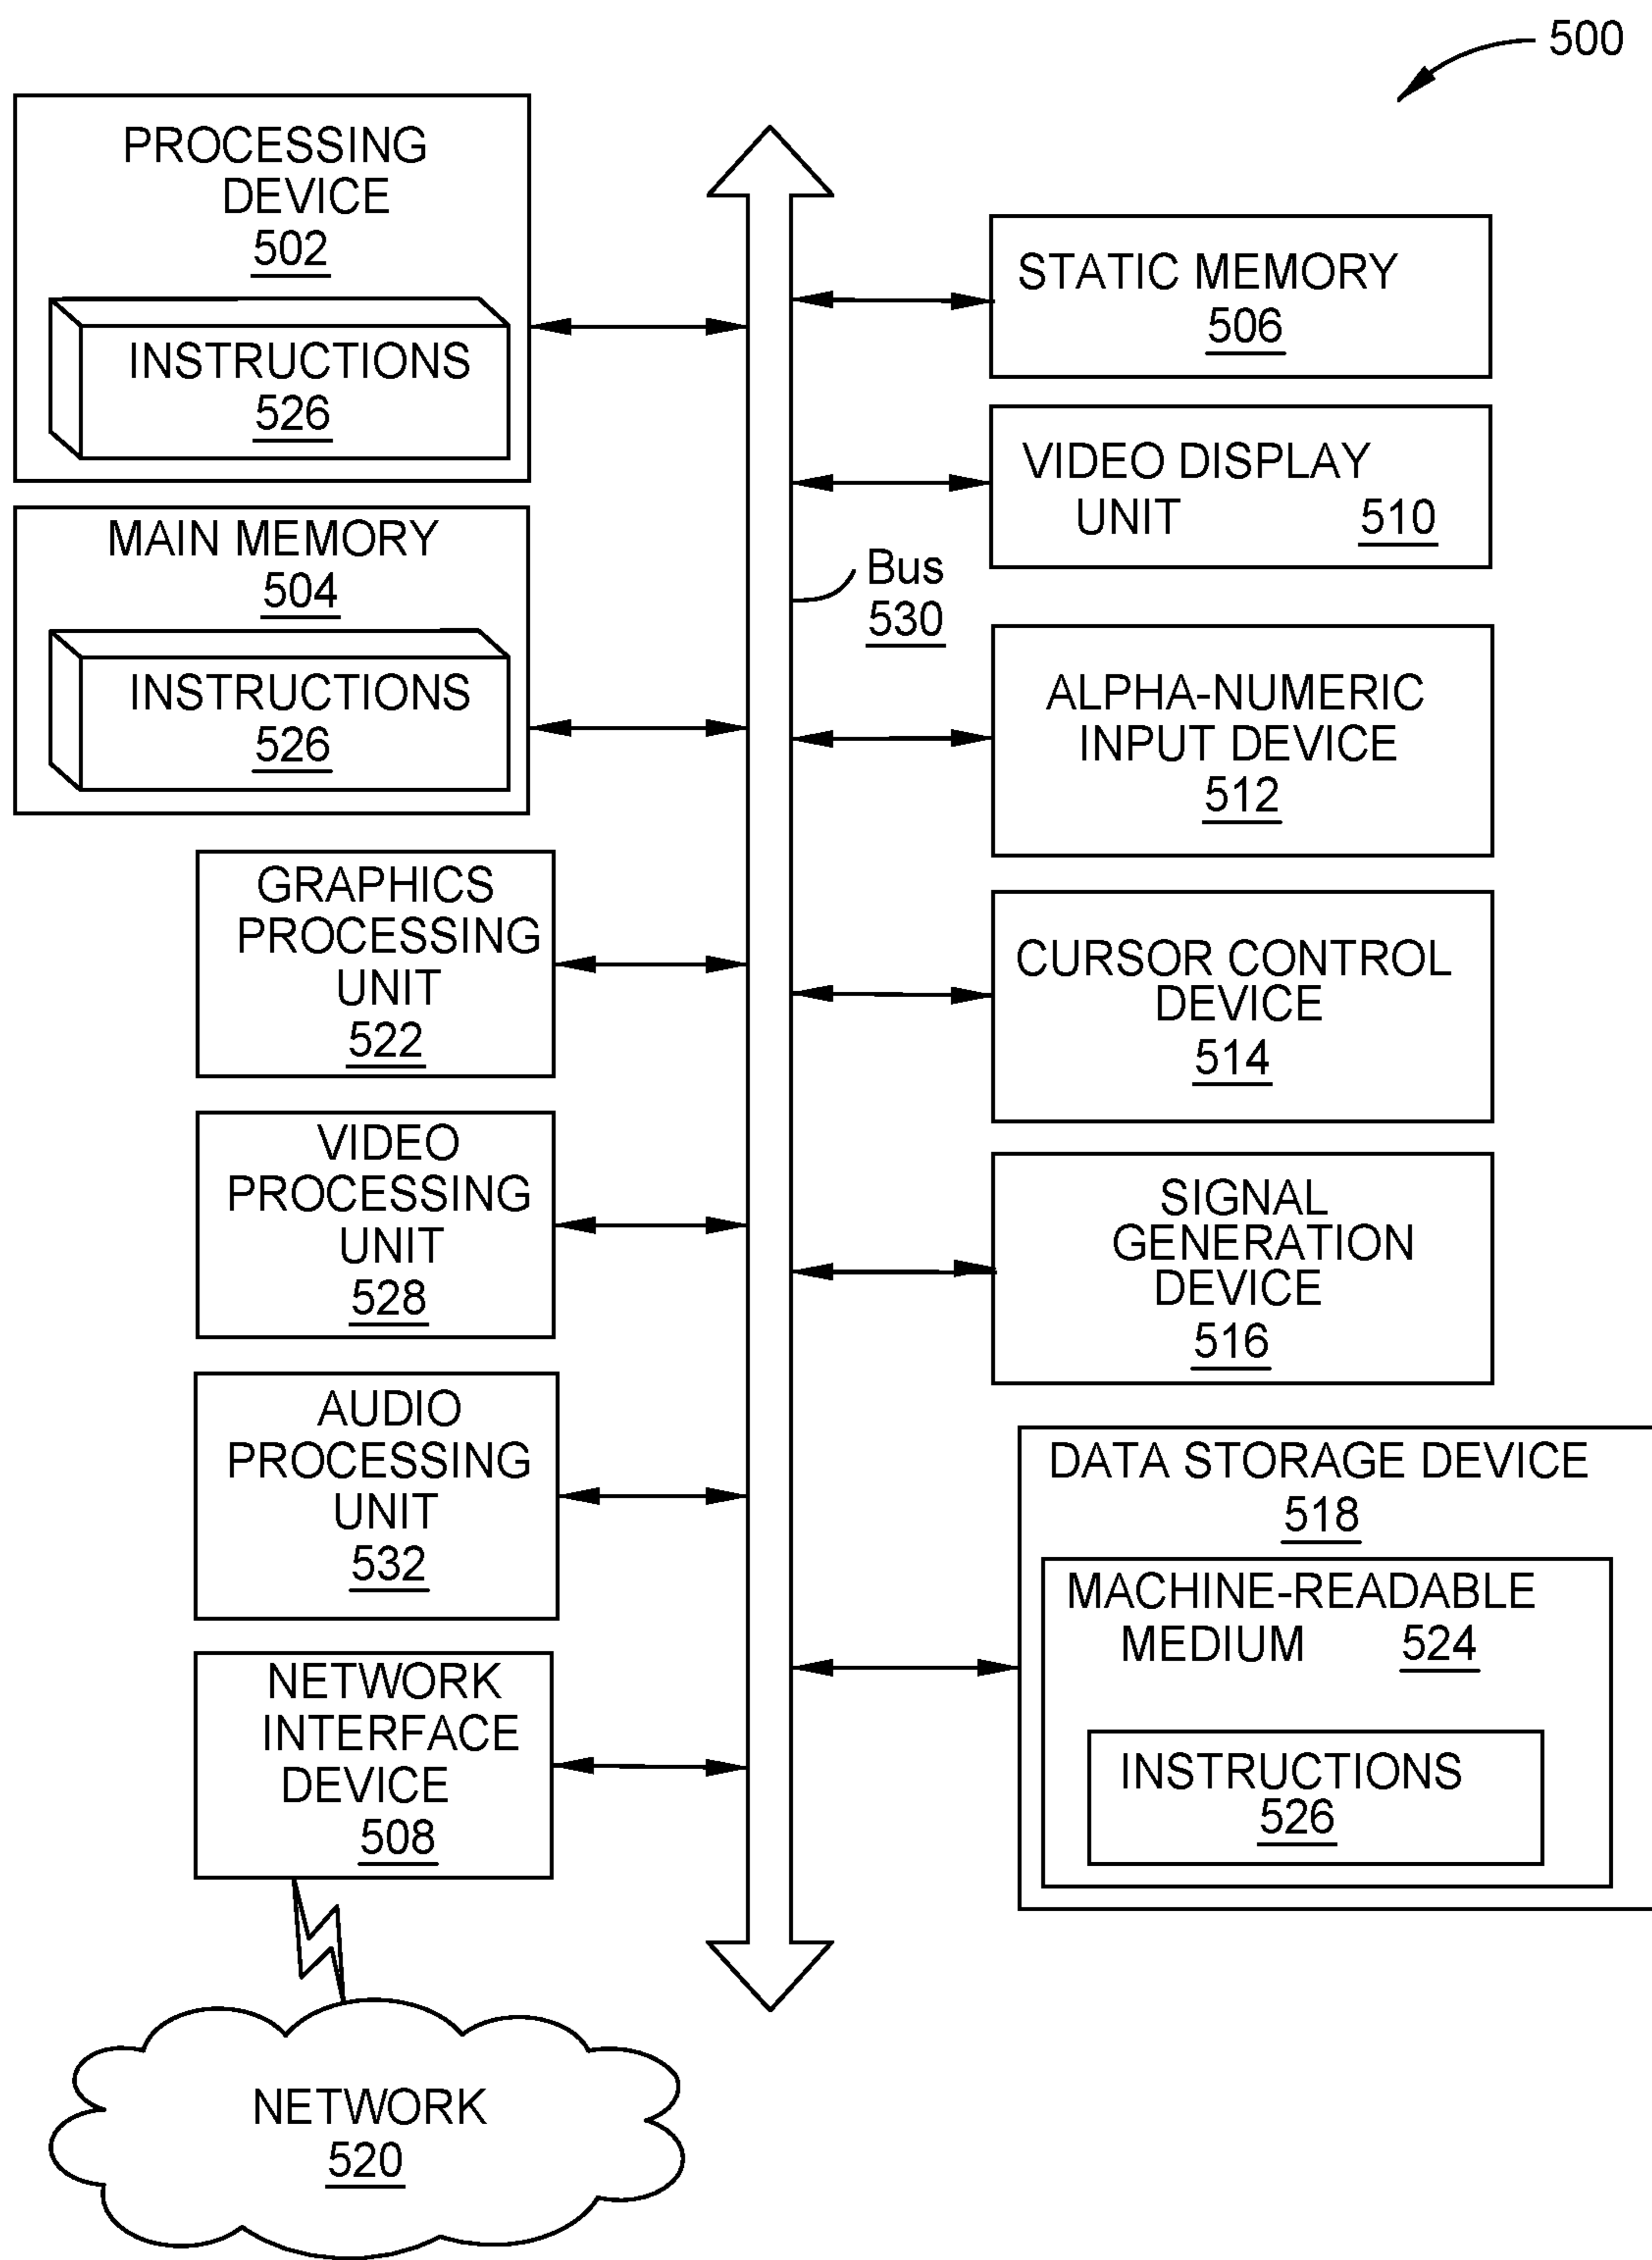 500
PROCESSING
DEVICE
502
INSTRUCTIONS
526
MAIN MEMORY
504
INSTRUCTIONS
526
GRAPHICS
PROCESSING
UNIT
522
VIDEO
PROCESSING
UNIT
528
AUDIO
PROCESSING
UNIT
532
NETWORK
INTERFACE
DEVICE
508
NETWORK
520
Bus
530
STATIC MEMORY
506
VIDEO DISPLAY
UNIT 510
ALPHA-NUMERIC
INPUT DEVICE
512
CURSOR CONTROL
DEVICE
514
SIGNAL
GENERATION
DEVICE
516
DATA STORAGE DEVICE
518
MACHINE-READABLE
MEDIUM 524
INSTRUCTIONS
526